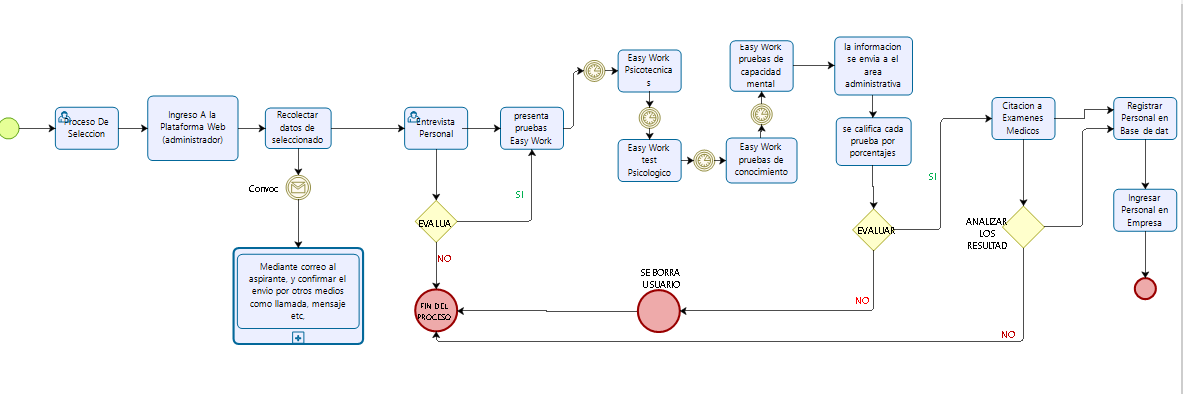 Proceso De
Seleccion
Ingreso A la
Plataforma Web
(administrador)
Recolectar
datos de
seleccionado
Convoc
Mediante correo al
aspirante, y confirmar el
envio por otros medios
como llamada, mensaje
etc,
Entrevista
Personal
presenta
pruebas
Easy Work
SI
EVALUA
NO
FIN DEL
PROCESO
Easy Work
Psicotecnica
s
Easy Work
test
Psicologico
Easy Work
pruebas de
capacidad
mental
Easy Work
pruebas de
conocimiento
la informacion
se envia a el
area
administrativa
se califica cada
prueba por
porcentajes
EVALUAR
SI
NO
SE BORRA
USUARIO
Citacion a
Examenes
Medicos
ANALIZAR
LOS
RESULTAD
NO
Registrar
Personal en
Base de dat
Ingresar
Personal en
Empresa